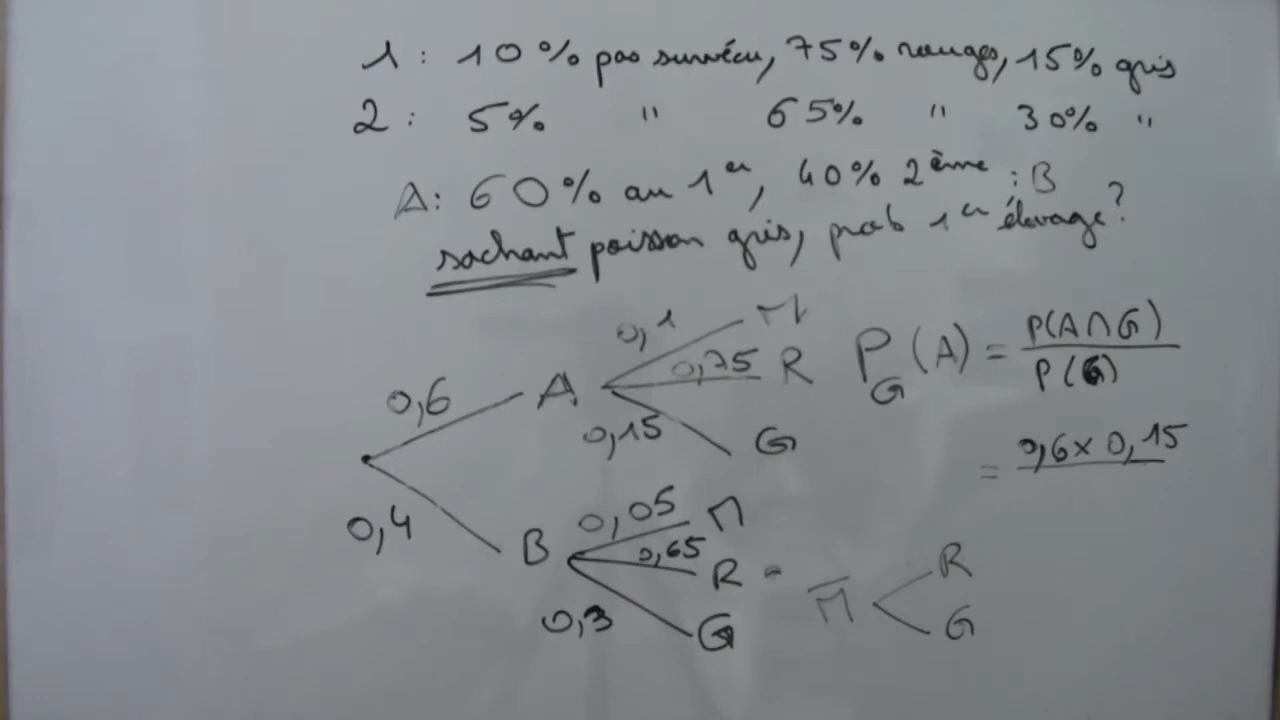 1 : 10% pas survécu, 75% rouges, 15% gris
2 : 5% " 65% " 30% "
A : 60% au 1er, 40% 2ème : B
sachant poisson gris, prob 1er élevage ?
0,1 M
0,75 R
P_G(A) = P(A∩G) / P(G)
0,6 A
0,15 G
= 0,6 × 0,15
0,4 B
0,05 M
0,65 R
0,3 G
M̅
R
G